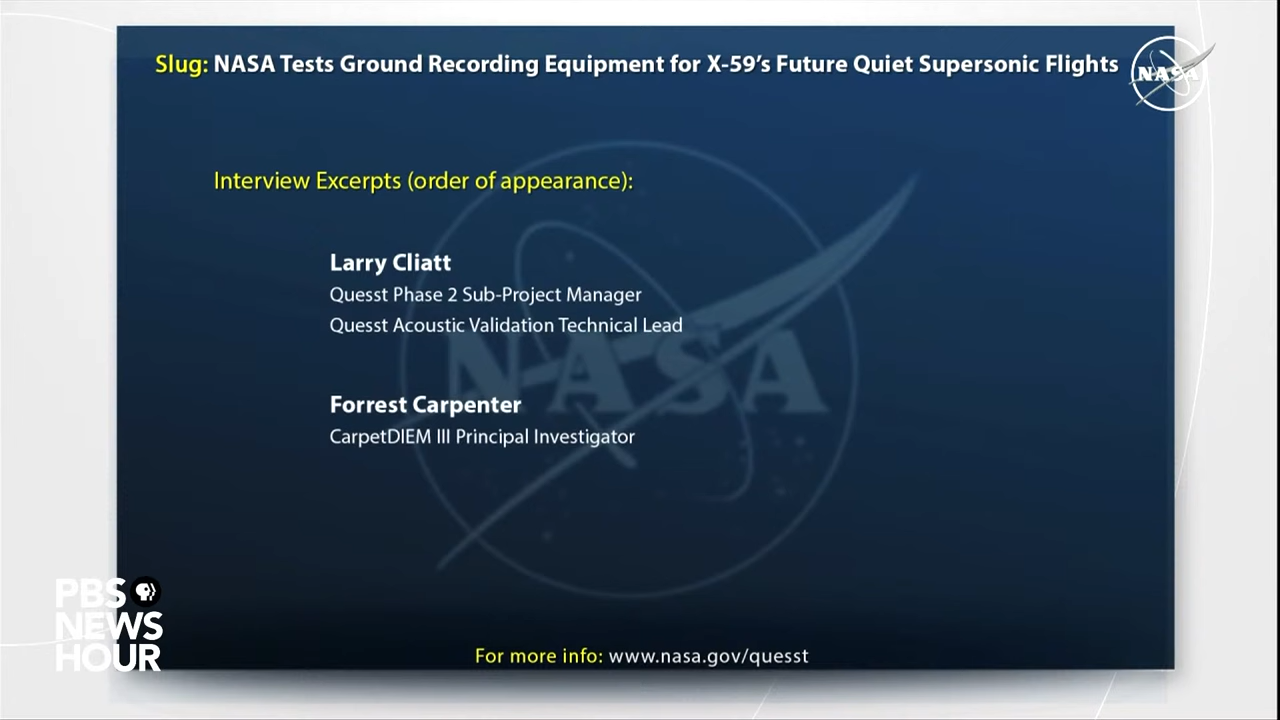 Slug: NASA Tests Ground Recording Equipment for X-59’s Future Quiet Supersonic Flights
NASA
Interview Excerpts (order of appearance):
Larry Cliatt
Quesst Phase 2 Sub-Project Manager
Quesst Acoustic Validation Technical Lead
NASA
Forrest Carpenter
CarpetDIEM III Principal Investigator
PBS
NEWS
HOUR
For more info: www.nasa.gov/quesst